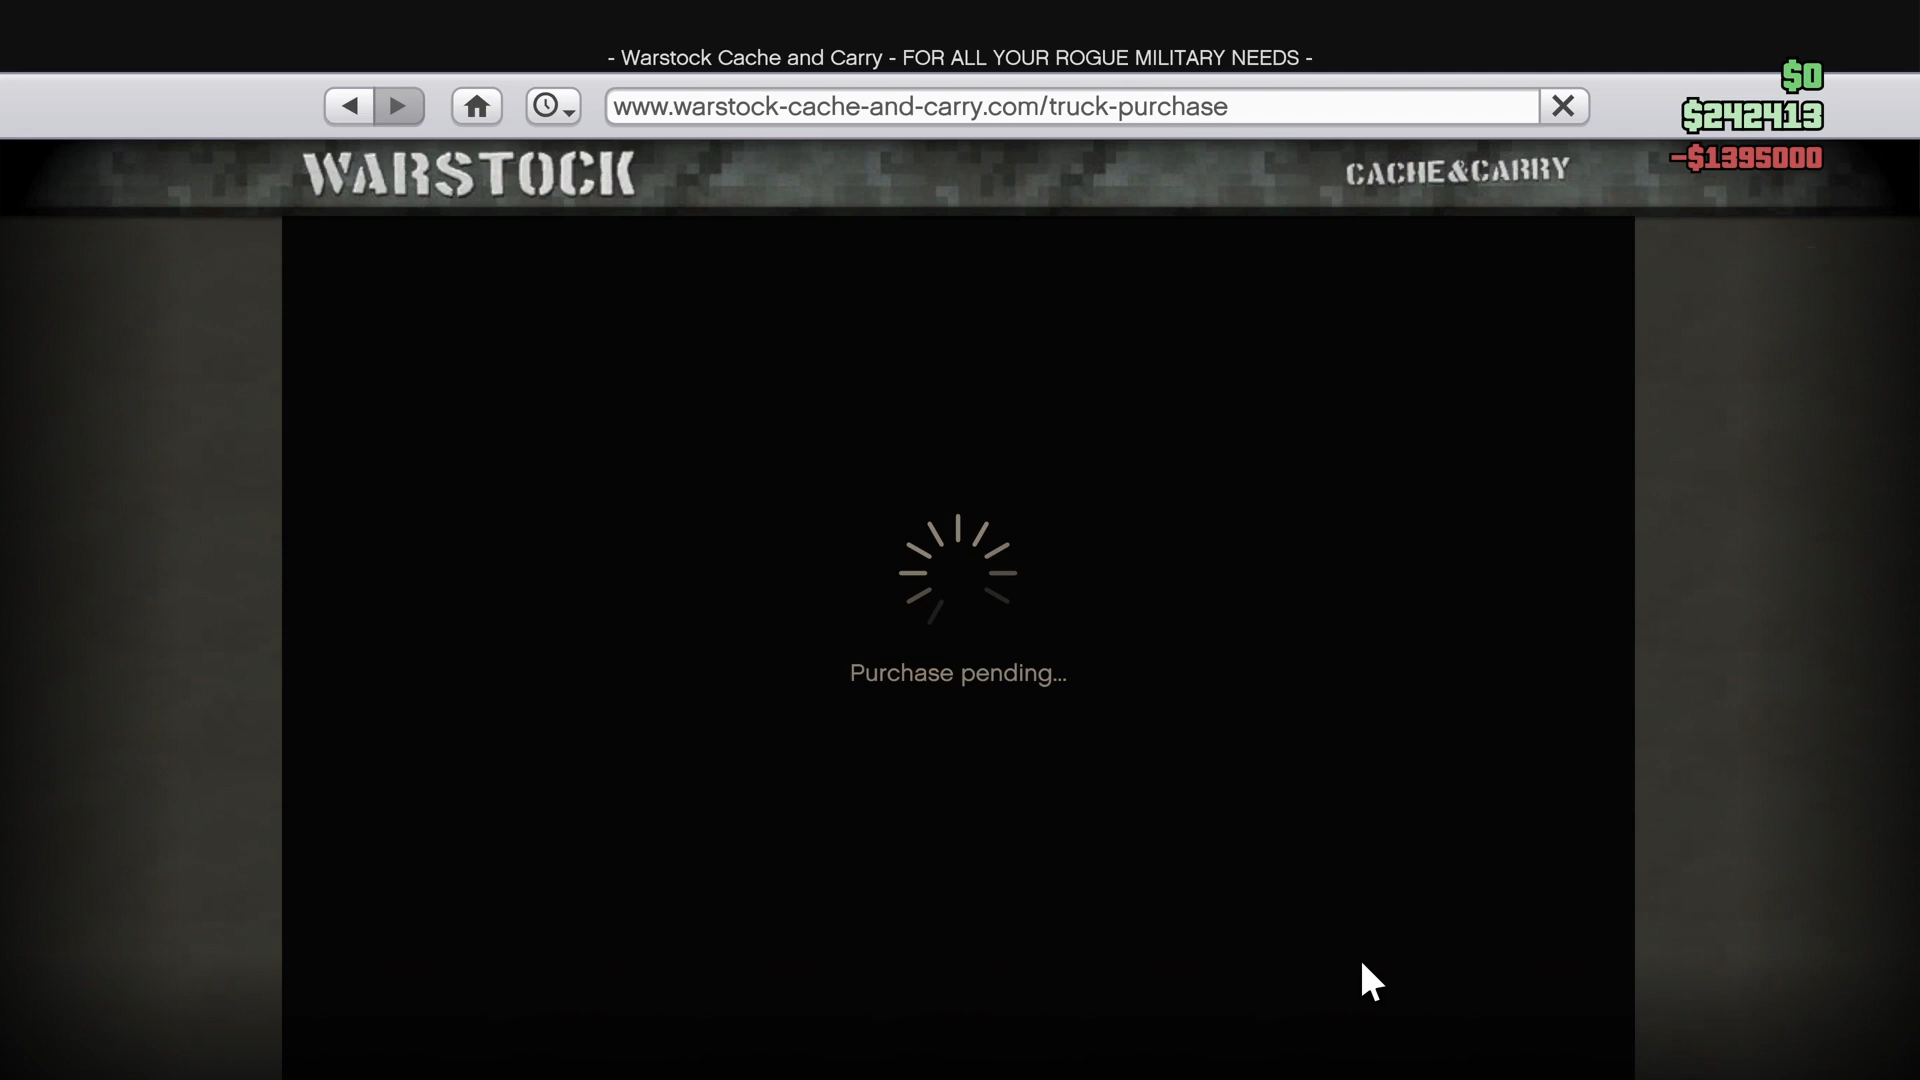 - Warstock Cache and Carry - FOR ALL YOUR ROGUE MILITARY NEEDS -
$0
www.warstock-cache-and-carry.com/truck-purchase
$242413
-$1395000
WARSTOCK
CACHE&CARRY
Purchase pending...